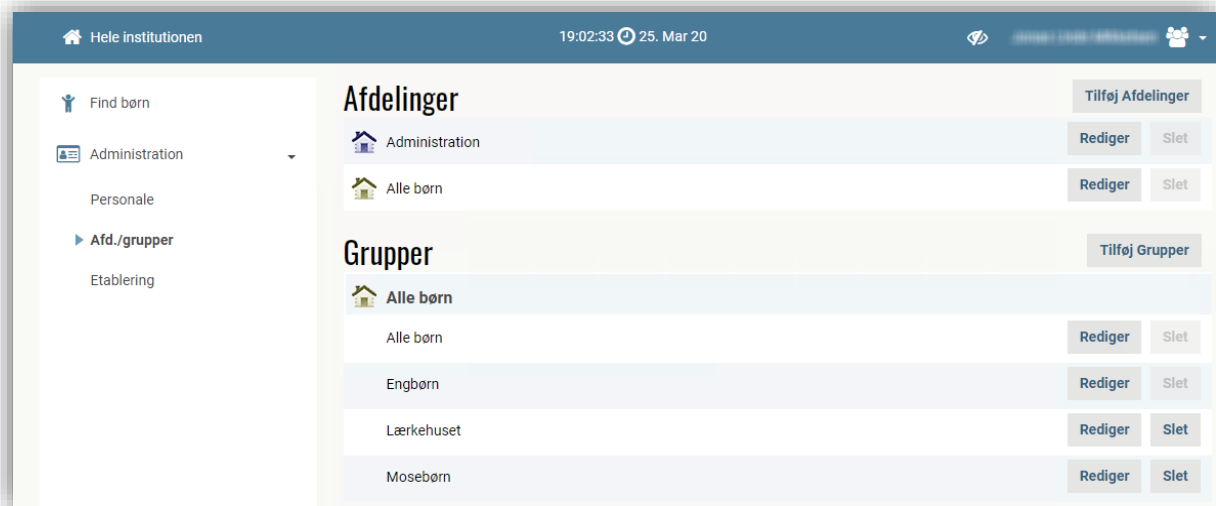 Hele institutionen
19:02:33 25. Mar 20
Find børn
Administration
Personale
Afd./grupper
Etablering
Afdelinger
Tilføj Afdelinger
Administration Rediger Slet
Alle børn Rediger Slet
Grupper
Tilføj Grupper
Alle børn
Alle børn Rediger Slet
Engbørn Rediger Slet
Lærkehuset Rediger Slet
Mosebørn Rediger Slet